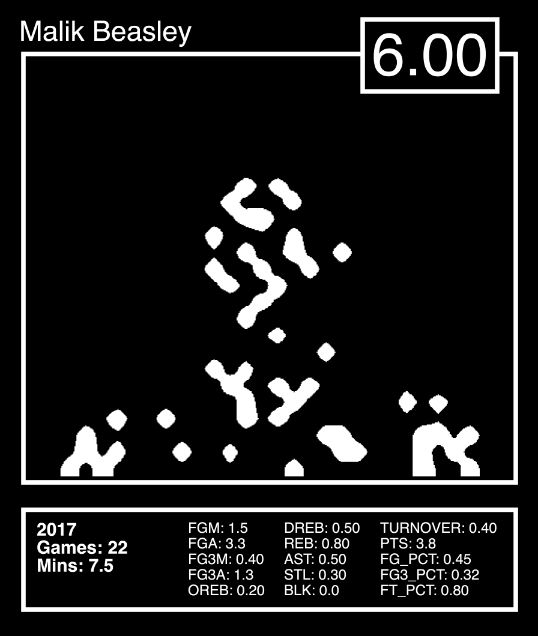 Malik Beasley
6.00
2017
Games: 22
Mins: 7.5
FGM: 1.5
FGA: 3.3
FG3M: 0.40
FG3A: 1.3
OREB: 0.20
DREB: 0.50
REB: 0.80
AST: 0.50
STL: 0.30
BLK: 0.0
TURNOVER: 0.40
PTS: 3.8
FG_PCT: 0.45
FG3_PCT: 0.32
FT_PCT: 0.80